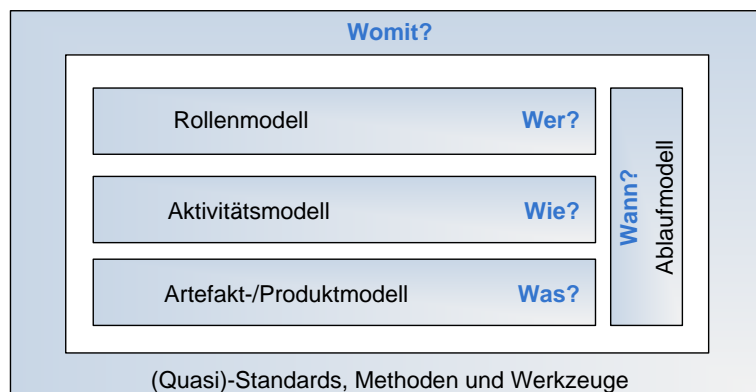 Womit?
Rollenmodell Wer?
Aktivitätsmodell Wie?
Artefakt-/Produktmodell Was?
Wann?
Ablaufmodell
(Quasi)-Standards, Methoden und Werkzeuge